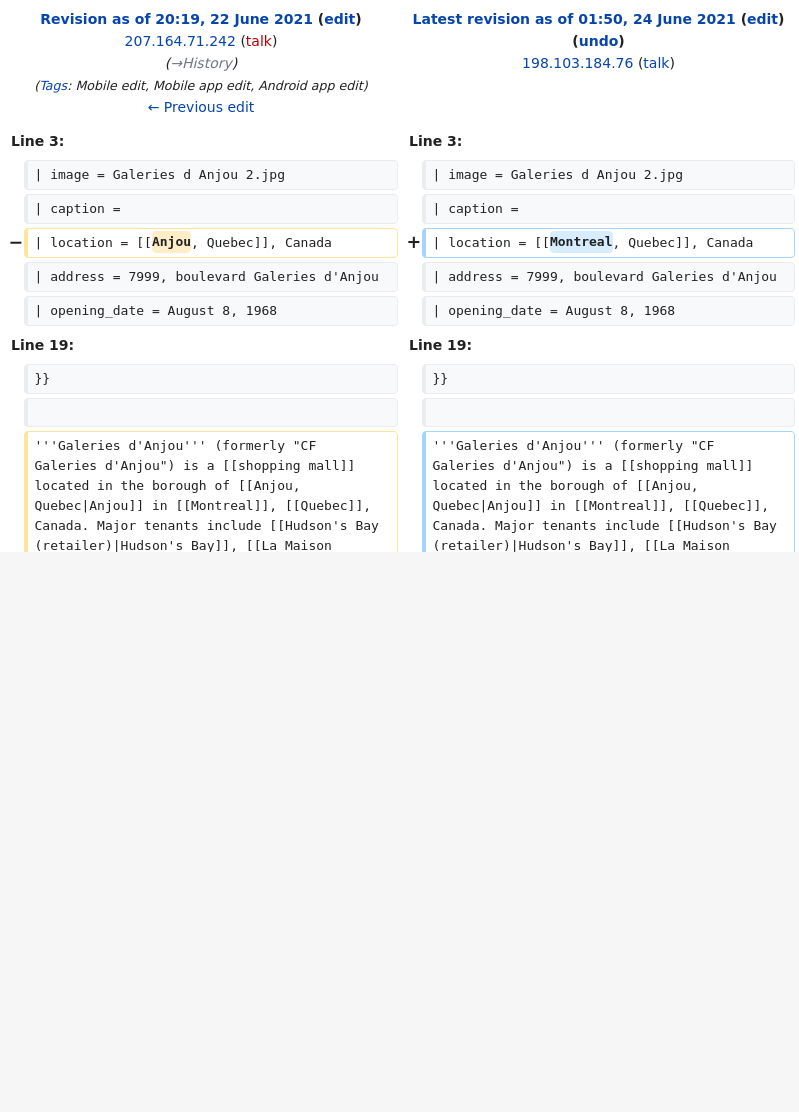 Revision as of 20:19, 22 June 2021 (edit)
207.164.71.242 (talk)
(→History)
(Tags: Mobile edit, Mobile app edit, Android app edit)
← Previous edit
Latest revision as of 01:50, 24 June 2021 (edit)
(undo)
198.103.184.76 (talk)
Line 3:
Line 3:
| image = Galeries d Anjou 2.jpg
| image = Galeries d Anjou 2.jpg
| caption =
| caption =
− | location = [[Anjou, Quebec]], Canada
+ | location = [[Montreal, Quebec]], Canada
| address = 7999, boulevard Galeries d'Anjou
| address = 7999, boulevard Galeries d'Anjou
| opening_date = August 8, 1968
| opening_date = August 8, 1968
Line 19:
Line 19:
}}
}}
'''Galeries d'Anjou''' (formerly "CF
Galeries d'Anjou") is a [[shopping mall]]
located in the borough of [[Anjou,
Quebec|Anjou]] in [[Montreal]], [[Quebec]],
Canada. Major tenants include [[Hudson's Bay
(retailer)|Hudson's Bay]], [[La Maison
'''Galeries d'Anjou''' (formerly "CF
Galeries d'Anjou") is a [[shopping mall]]
located in the borough of [[Anjou,
Quebec|Anjou]] in [[Montreal]], [[Quebec]],
Canada. Major tenants include [[Hudson's Bay
(retailer)|Hudson's Bay]], [[La Maison